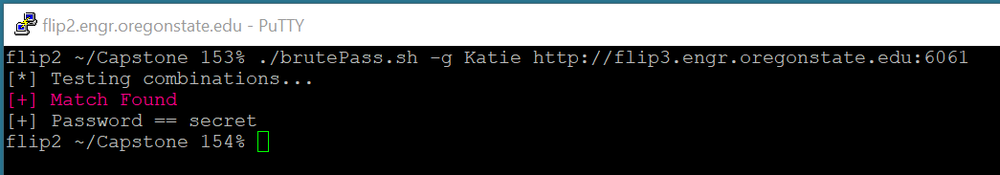 flip2.engr.oregonstate.edu - PuTTY
flip2 ~/Capstone 153% ./brutePass.sh -g Katie http://flip3.engr.oregonstate.edu:6061
[*] Testing combinations...
[+] Match Found
[+] Password == secret
flip2 ~/Capstone 154%